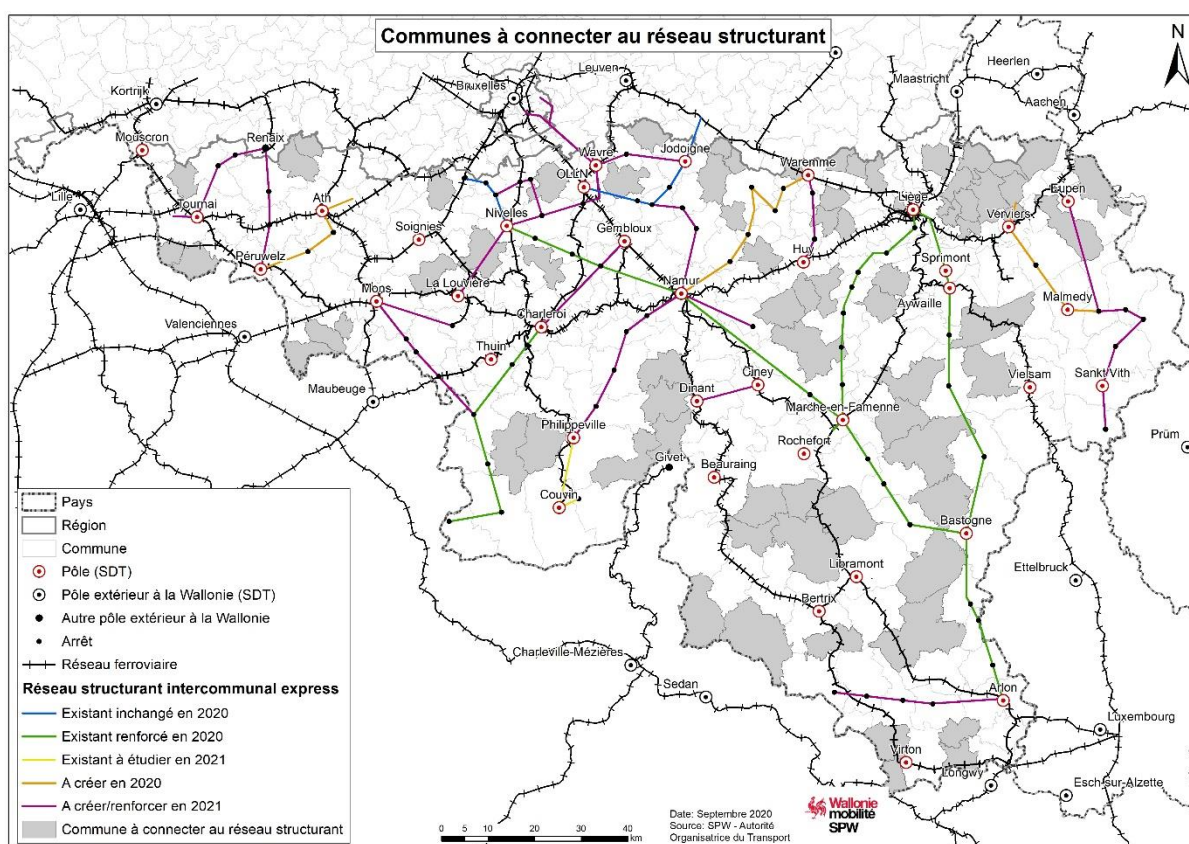 Communes à connecter au réseau structurant
N
Heerlen
Leuven
Maastricht
Bruxelles
Kortrijk
Aachen
Mouscron
Renaix
Wavre
Jodoigne
Waremme
OLLN
Eupen
Lille
Tournai
Ath
Liège
Nivelles
Verviers
Soignies
Gembloux
Péruwelz
Huy
Sprimont
Mons
La Louvière
Namur
Aywaille
Malmedy
Charleroi
Valenciennes
Thuin
Maubeuge
Dinant
Ciney
Vielsam
Sankt Vith
Marche-en-Famenne
Philippeville
Rochefort
Prüm
Givet
Beauraing
Couvin
Bastogne
Libramont
Ettelbruck
Bertrix
Charleville-Mézières
Sedan
Arlon
Luxembourg
Virton
Longwy
Esch-sur-Alzette
Pays
Région
Commune
Pôle (SDT)
Pôle extérieur à la Wallonie (SDT)
Autre pôle extérieur à la Wallonie
Arrêt
Réseau ferroviaire
Réseau structurant intercommunal express
Existant inchangé en 2020
Existant renforcé en 2020
Existant à étudier en 2021
A créer en 2020
A créer/renforcer en 2021
Commune à connecter au réseau structurant
0 5 10 20 30 40
km
Date: Septembre 2020
Source: SPW - Autorité
Organisatrice du Transport
Wallonie
mobilité
SPW